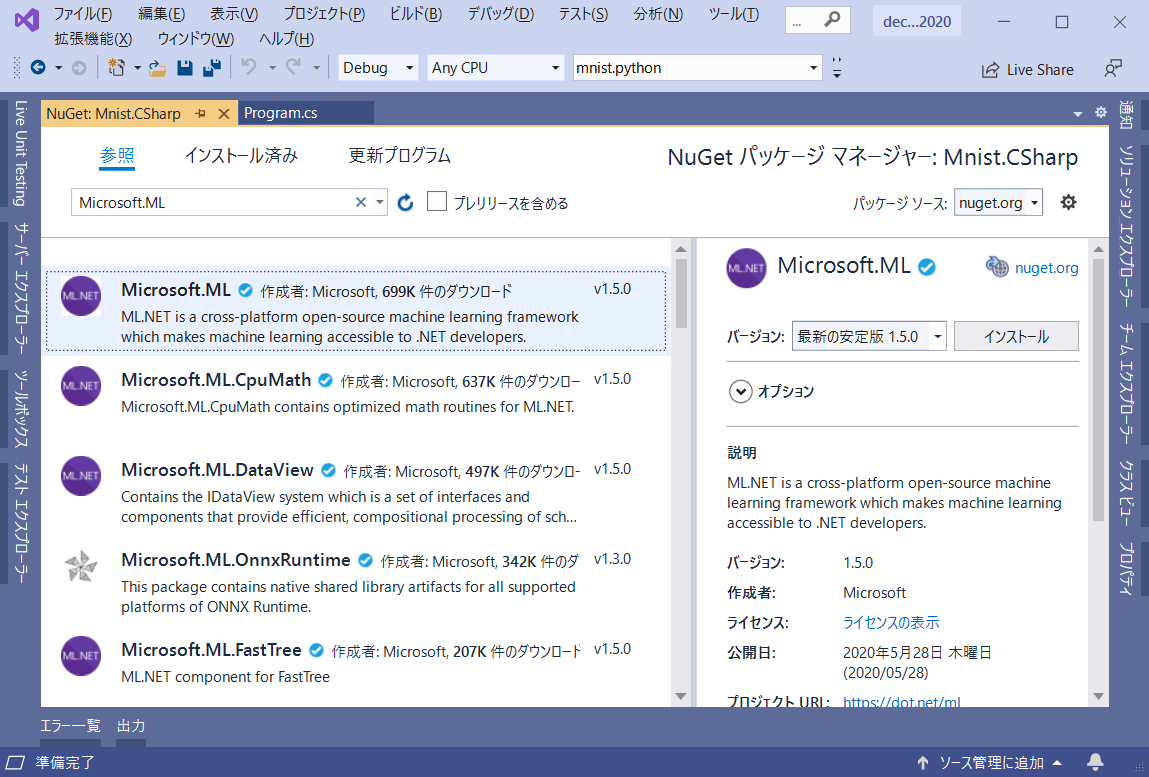 ファイル(F) 編集(E) 表示(V) プロジェクト(P) ビルド(B) デバッグ(D) テスト(S) 分析(N) ツール(T) ... dec...2020
拡張機能(X) ウィンドウ(W) ヘルプ(H)
Debug Any CPU mnist.python Live Share
NuGet: Mnist.CSharp Program.cs
Live Unit Testing
サーバー エクスプローラー
ツールボックス
テスト エクスプローラー
参照 インストール済み 更新プログラム
NuGet パッケージ マネージャー: Mnist.CSharp
Microsoft.ML プレリリースを含める
パッケージ ソース: nuget.org
ML.NET
Microsoft.ML 作成者: Microsoft, 699K 件のダウンロード v1.5.0
ML.NET is a cross-platform open-source machine learning framework
which makes machine learning accessible to .NET developers.
ML.NET
Microsoft.ML.CpuMath 作成者: Microsoft, 637K 件のダウンロー v1.5.0
Microsoft.ML.CpuMath contains optimized math routines for ML.NET.
ML.NET
Microsoft.ML.DataView 作成者: Microsoft, 497K 件のダウンロー v1.5.0
Contains the IDataView system which is a set of interfaces and
components that provide efficient, compositional processing of sch...
Microsoft.ML.OnnxRuntime 作成者: Microsoft, 342K 件のダ v1.3.0
This package contains native shared library artifacts for all supported
platforms of ONNX Runtime.
ML.NET
Microsoft.ML.FastTree 作成者: Microsoft, 207K 件のダウンロード v1.5.0
ML.NET component for FastTree
ML.NET
Microsoft.ML nuget.org
バージョン: 最新の安定版 1.5.0 インストール
オプション
説明
ML.NET is a cross-platform open-source machine
learning framework which makes machine learning
accessible to .NET developers.
バージョン: 1.5.0
作成者: Microsoft
ライセンス: ライセンスの表示
公開日: 2020年5月28日 木曜日
(2020/05/28)
プロジェクト URL: https://dot.net/ml
通知
ソリューション エクスプローラー
チーム エクスプローラー
クラス ビュー
プロパティ
エラー一覧 出力
準備完了 ソース管理に追加